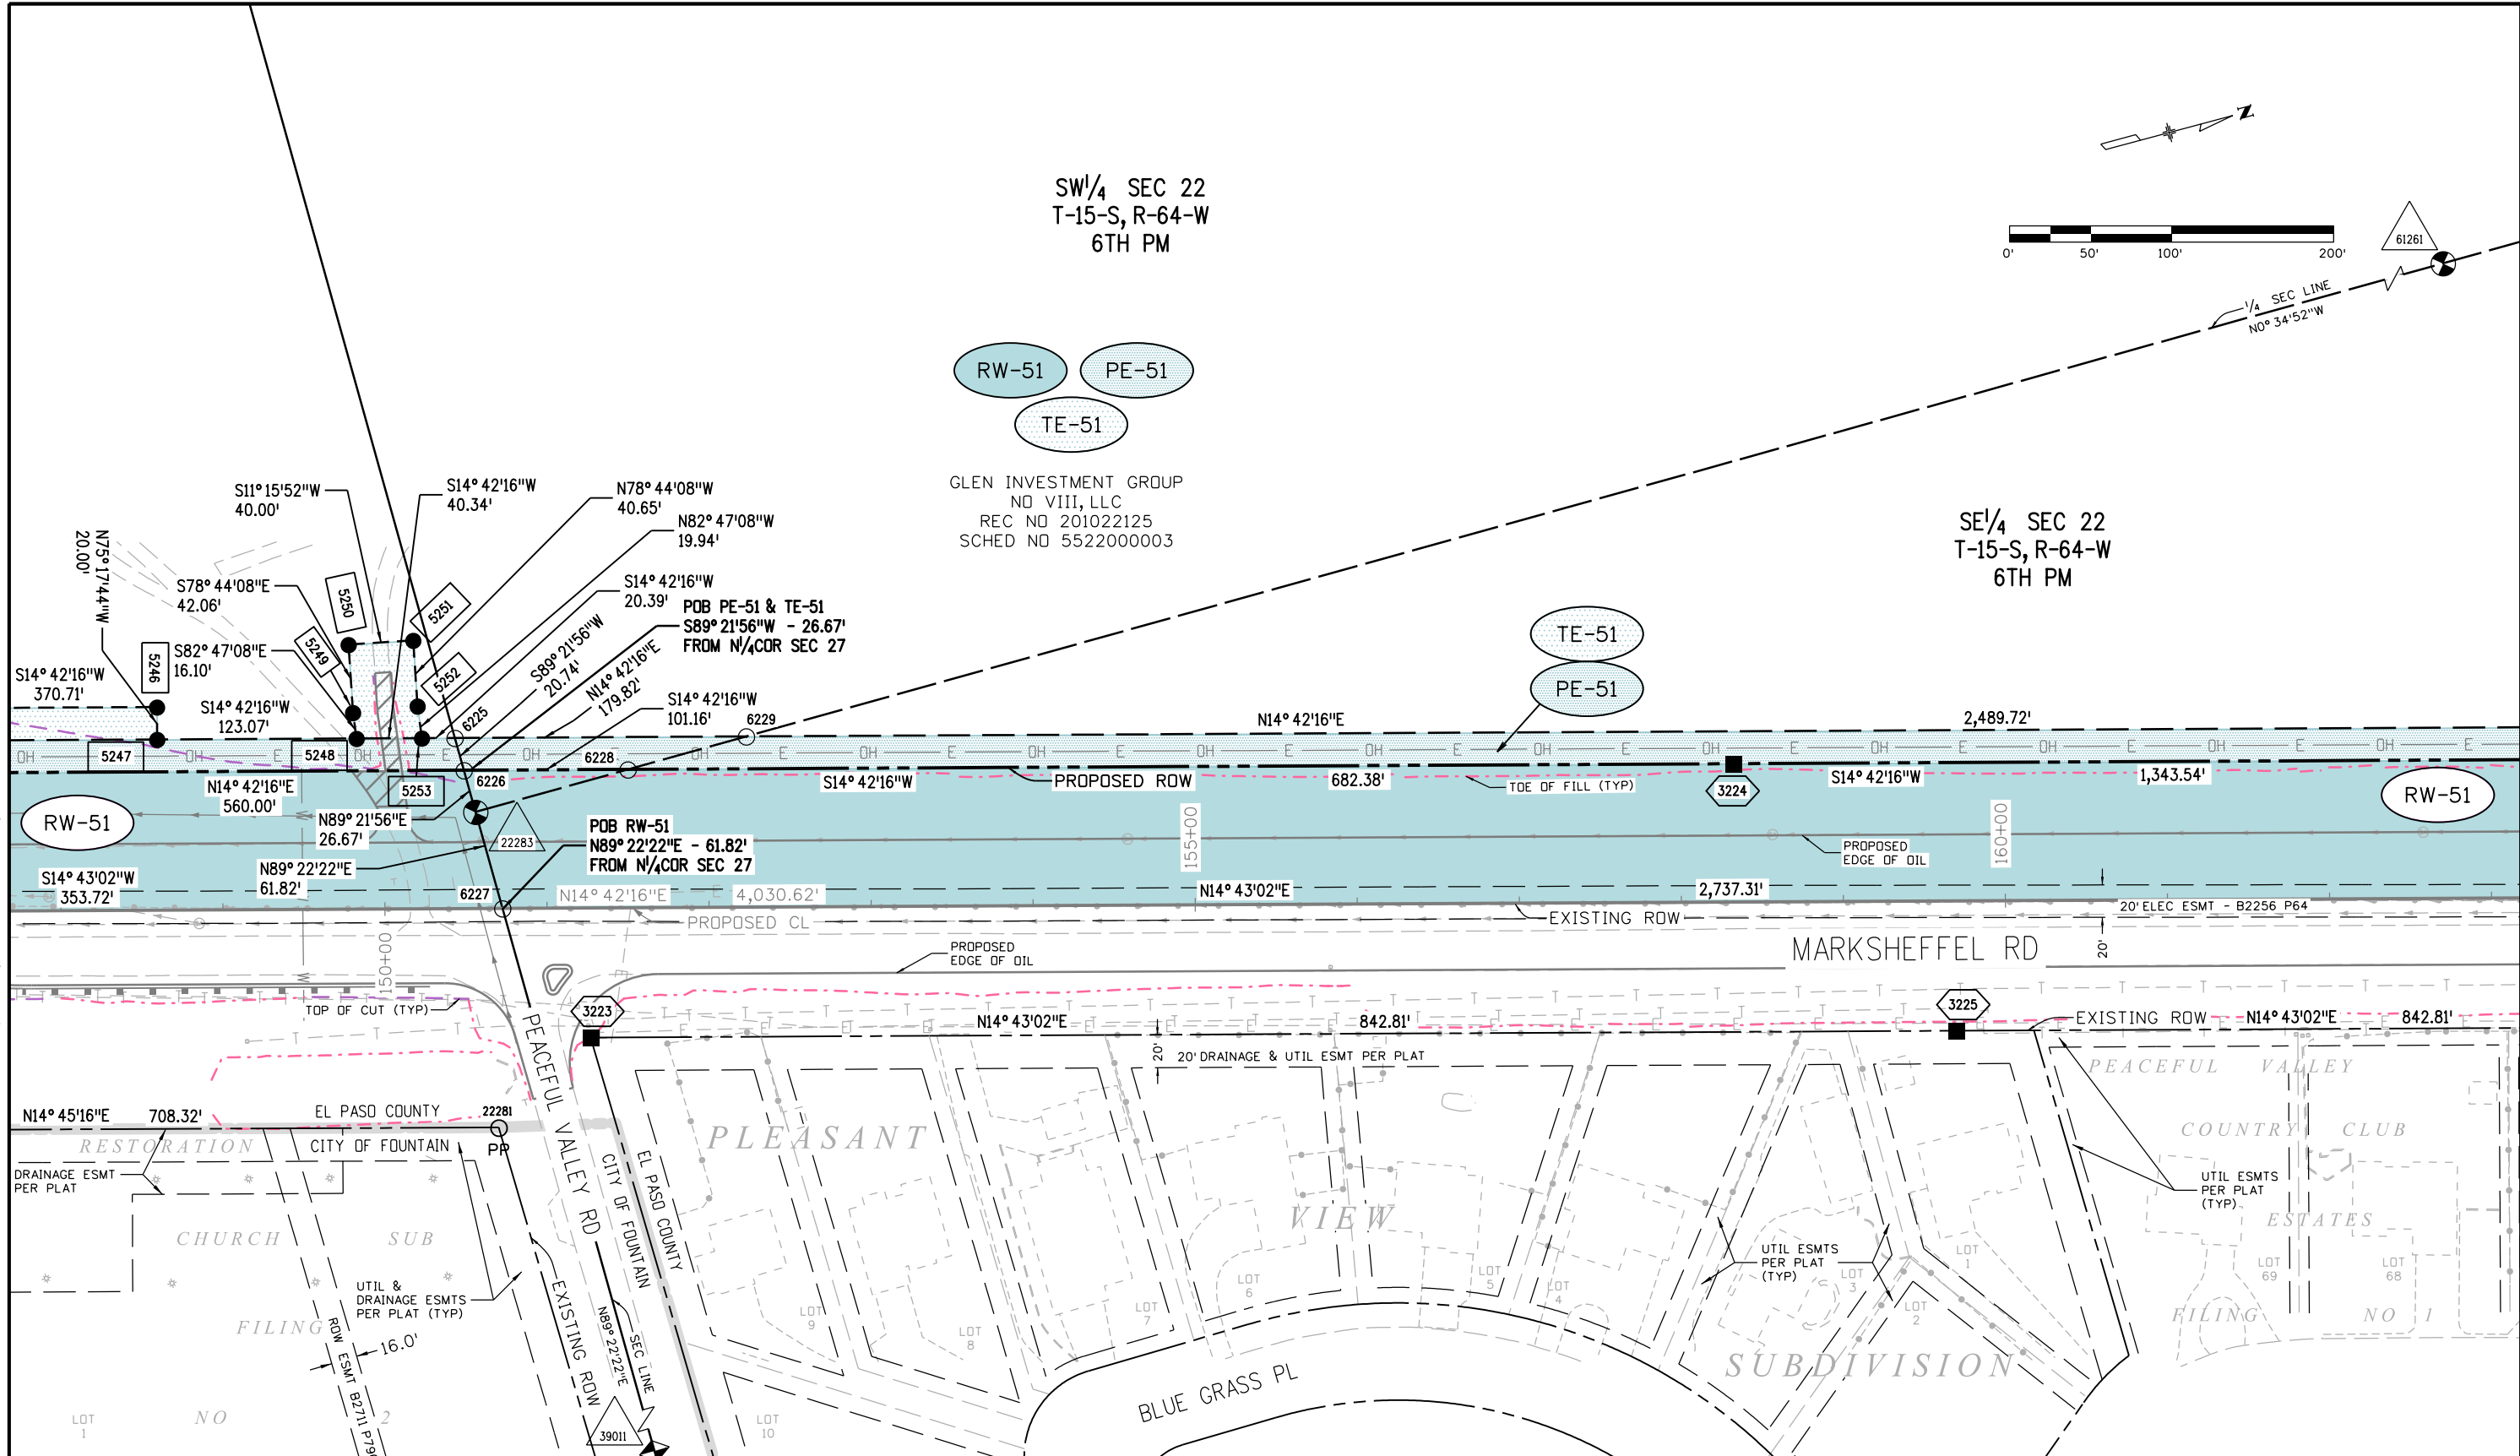 SW1/4 SEC 22
T-15-S, R-64-W
6TH PM
N
0'
50'
100'
200'
61261
1/4 SEC LINE
N0° 34'52"W
RW-51
PE-51
TE-51
GLEN INVESTMENT GROUP
NO VIII, LLC
REC NO 201022125
SCHED NO 5522000003
SE1/4 SEC 22
T-15-S, R-64-W
6TH PM
S11° 15'52"W
40.00'
S14° 42'16"W
40.34'
N78° 44'08"W
40.65'
N82° 47'08"W
19.94'
S14° 42'16"W
20.39'
N75° 17'44"W
20.00'
S78° 44'08"E
42.06'
S82° 47'08"E
16.10'
5250
5251
5249
5252
5246
POB PE-51 & TE-51
S89° 21'56"W - 26.67'
FROM N1/4COR SEC 27
S89° 21'56"W
20.74'
N14° 42'16"E
179.82'
S14° 42'16"W
101.16'
S14° 42'16"W
370.71'
S14° 42'16"W
123.07'
6225
6229
N14° 42'16"E
2,489.72'
TE-51
PE-51
OH
5247
OH
E
5248
OH
E
OH
6228
OH
E
OH
E
OH
E
OH
E
OH
E
OH
E
OH
E
OH
E
6226
5253
S14° 42'16"W
PROPOSED ROW
682.38'
TOE OF FILL (TYP)
3224
S14° 42'16"W
1,343.54'
RW-51
N14° 42'16"E
560.00'
RW-51
N89° 21'56"E
26.67'
W
22283
POB RW-51
N89° 22'22"E - 61.82'
FROM N1/4COR SEC 27
155+00
160+00
PROPOSED
EDGE OF OIL
N89° 22'22"E
61.82'
S14° 43'02"W
353.72'
T
6227
N14° 42'16"E
E
4,030.62'
N14° 43'02"E
2,737.31'
PROPOSED CL
EXISTING ROW
20' ELEC ESMT - B2256 P64
20'
150+00
W
PROPOSED
EDGE OF OIL
MARKSHEFFEL RD
TOP OF CUT (TYP)
3223
N14° 43'02"E
842.81'
3225
EXISTING ROW
N14° 43'02"E
842.81'
20'
20' DRAINAGE & UTIL ESMT PER PLAT
PEACEFUL VALLEY
COUNTRY CLUB
ESTATES
FILING NO 1
LOT
69
LOT
68
PEACEFUL VALLEY RD
N14° 45'16"E
708.32'
EL PASO COUNTY
22281
PP
CITY OF FOUNTAIN
RESTORATION
CHURCH SUB
FILING
NO 2
LOT
1
DRAINAGE ESMT
PER PLAT
UTIL &
DRAINAGE ESMTS
PER PLAT (TYP)
16.0'
ROW ESMT B2711 P79
EXISTING ROW
N89° 22'22"E
SEC LINE
39011
CITY OF FOUNTAIN
EL PASO COUNTY
PLEASANT
VIEW
SUBDIVISION
LOT
9
LOT
8
LOT
7
LOT
6
LOT
5
LOT
4
LOT
3
LOT
2
LOT
1
LOT
10
UTIL ESMTS
PER PLAT
(TYP)
UTIL ESMTS
PER PLAT
(TYP)
BLUE GRASS PL